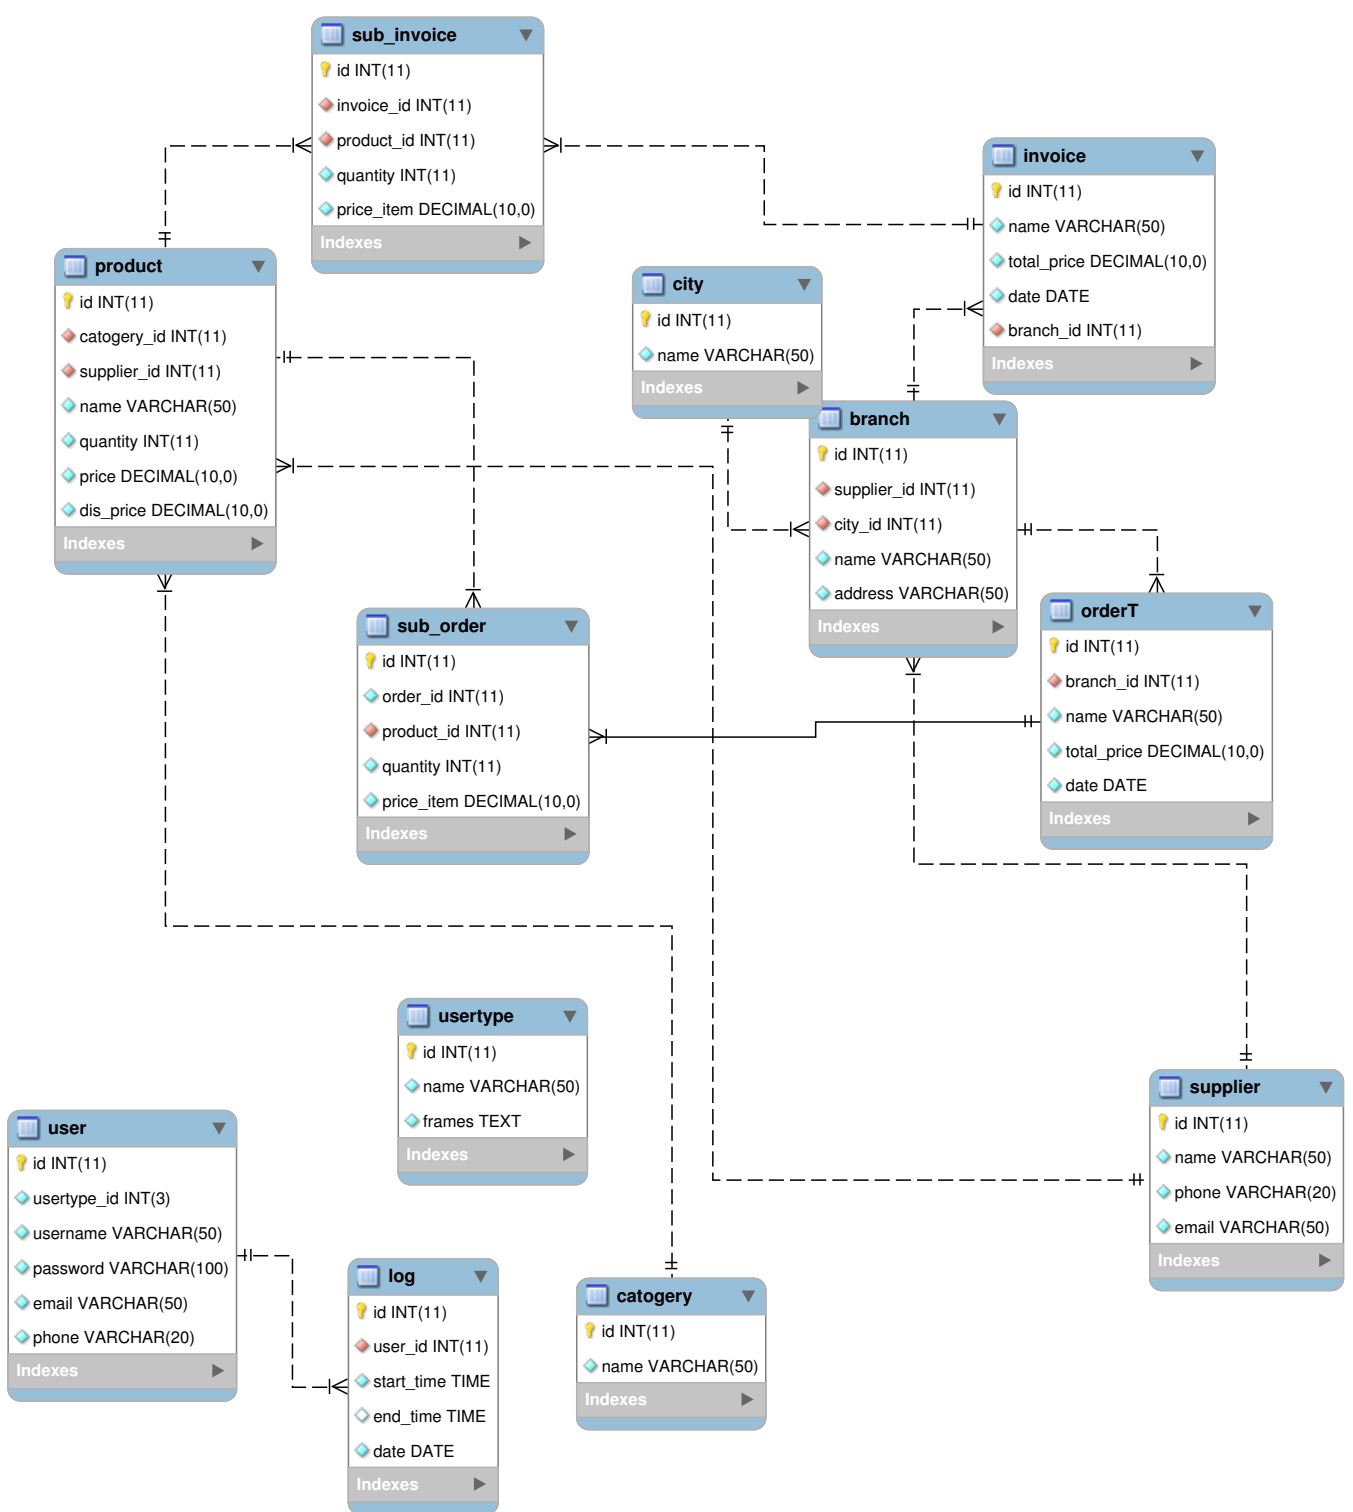 sub_invoice
id INT(11)
invoice_id INT(11)
product_id INT(11)
quantity INT(11)
price_item DECIMAL(10,0)
Indexes
invoice
id INT(11)
name VARCHAR(50)
total_price DECIMAL(10,0)
date DATE
branch_id INT(11)
Indexes
product
id INT(11)
catogery_id INT(11)
supplier_id INT(11)
name VARCHAR(50)
quantity INT(11)
price DECIMAL(10,0)
dis_price DECIMAL(10,0)
Indexes
city
id INT(11)
name VARCHAR(50)
Indexes
branch
id INT(11)
supplier_id INT(11)
city_id INT(11)
name VARCHAR(50)
address VARCHAR(50)
Indexes
sub_order
id INT(11)
order_id INT(11)
product_id INT(11)
quantity INT(11)
price_item DECIMAL(10,0)
Indexes
orderT
id INT(11)
branch_id INT(11)
name VARCHAR(50)
total_price DECIMAL(10,0)
date DATE
Indexes
usertype
id INT(11)
name VARCHAR(50)
frames TEXT
Indexes
supplier
id INT(11)
name VARCHAR(50)
phone VARCHAR(20)
email VARCHAR(50)
Indexes
user
id INT(11)
usertype_id INT(3)
username VARCHAR(50)
password VARCHAR(100)
email VARCHAR(50)
phone VARCHAR(20)
Indexes
log
id INT(11)
user_id INT(11)
start_time TIME
end_time TIME
date DATE
Indexes
catogery
id INT(11)
name VARCHAR(50)
Indexes